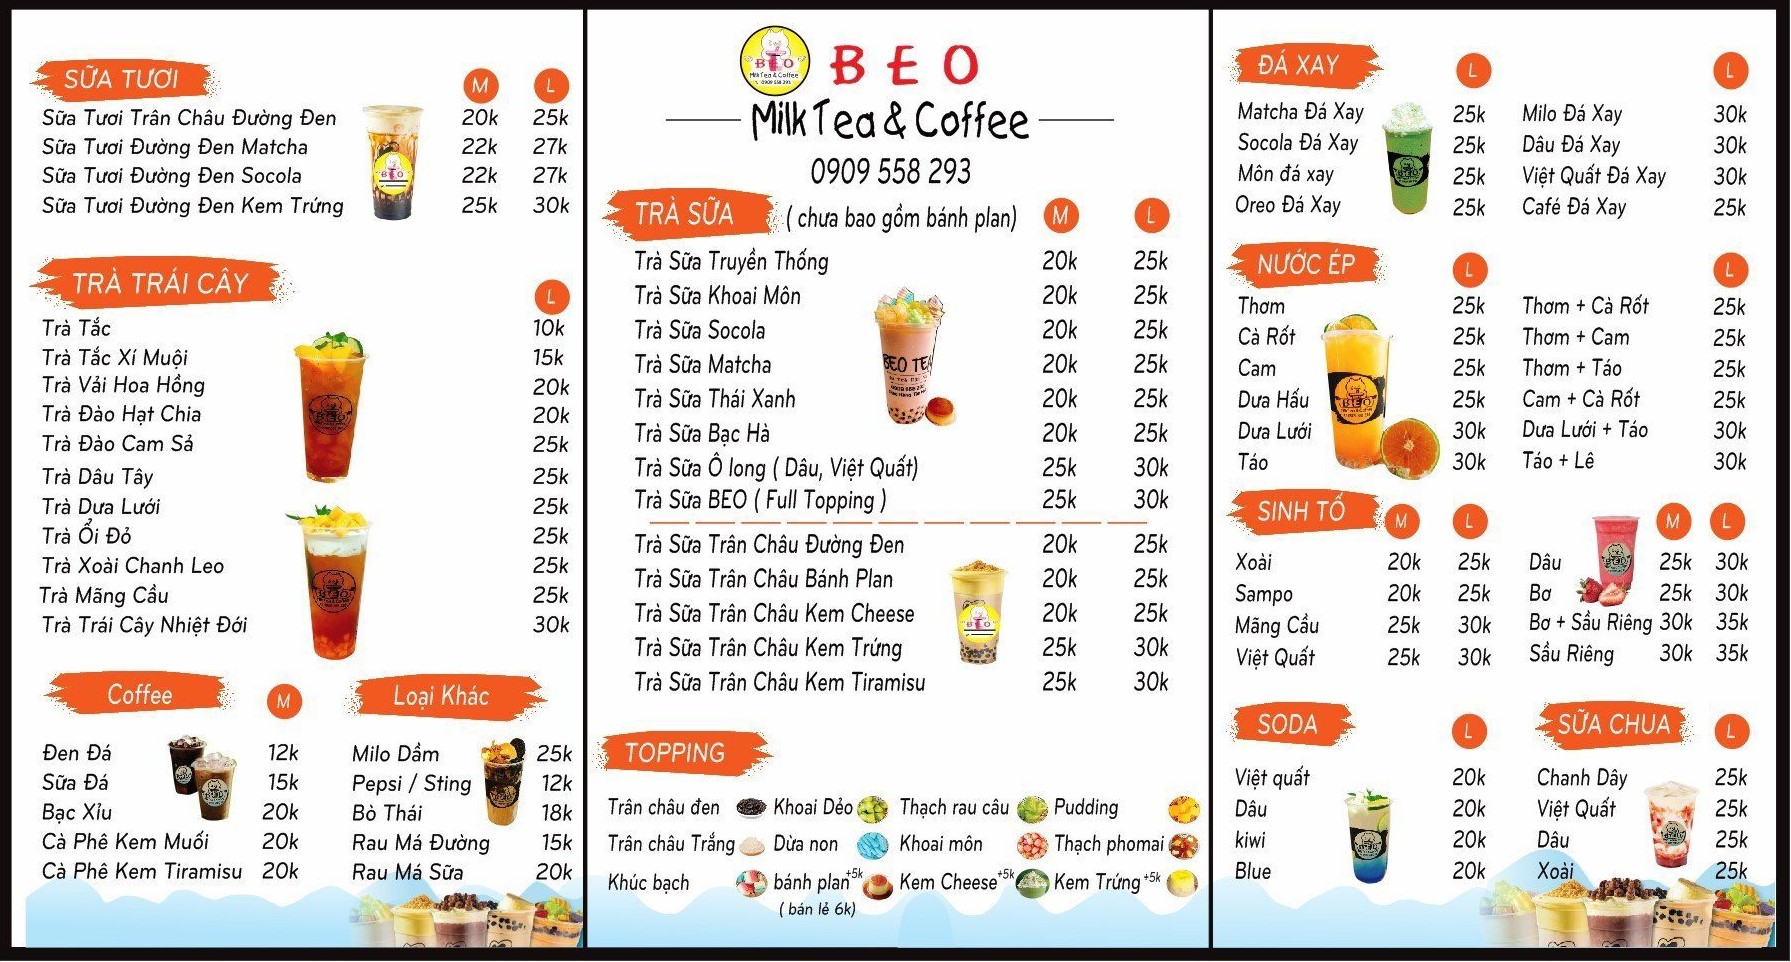 SỮA TƯƠI M L
Sữa Tươi Trân Châu Đường Đen 20k 25k
Sữa Tươi Đường Đen Matcha 22k 27k
Sữa Tươi Đường Đen Socola 22k 27k
Sữa Tươi Đường Đen Kem Trứng 25k 30k
TRÀ TRÁI CÂY L
Trà Tắc 10k
Trà Tắc Xí Muội 15k
Trà Vải Hoa Hồng 20k
Trà Đào Hạt Chia 20k
Trà Đào Cam Sả 25k
Trà Dâu Tây 25k
Trà Dưa Lưới 25k
Trà Ổi Đỏ 25k
Trà Xoài Chanh Leo 25k
Trà Mãng Cầu 25k
Trà Trái Cây Nhiệt Đới 30k
Coffee M
Đen Đá 12k
Sữa Đá 15k
Bạc Xỉu 20k
Cà Phê Kem Muối 20k
Cà Phê Kem Tiramisu 20k
Loại Khác
Milo Dầm 25k
Pepsi / Sting 12k
Bò Thái 18k
Rau Má Đường 15k
Rau Má Sữa 20k
BEO
Milk Tea & Coffee
0909 558 293
BEO
Milk Tea & Coffee
0909 558 293
TRÀ SỮA ( chưa bao gồm bánh plan) M L
Trà Sữa Truyền Thống 20k 25k
Trà Sữa Khoai Môn 20k 25k
Trà Sữa Socola 20k 25k
Trà Sữa Matcha 20k 25k
Trà Sữa Thái Xanh 20k 25k
Trà Sữa Bạc Hà 20k 25k
Trà Sữa Ô long ( Dâu, Việt Quất) 25k 30k
Trà Sữa BEO ( Full Topping ) 25k 30k
Trà Sữa Trân Châu Đường Đen 20k 25k
Trà Sữa Trân Châu Bánh Plan 20k 25k
Trà Sữa Trân Châu Kem Cheese 20k 25k
Trà Sữa Trân Châu Kem Trứng 25k 30k
Trà Sữa Trân Châu Kem Tiramisu 25k 30k
BEO TEA
TOPPING
Trân châu đen Khoai Dẻo Thạch rau câu Pudding
Trân châu Trắng Dừa non Khoai môn Thạch phomai
Khúc bạch bánh plan +5k Kem Cheese +5k Kem Trứng +5k
( bán lẻ 6k)
ĐÁ XAY L L
Matcha Đá Xay 25k Milo Đá Xay 30k
Socola Đá Xay 25k Dâu Đá Xay 30k
Môn đá xay 25k Việt Quất Đá Xay 30k
Oreo Đá Xay 25k Café Đá Xay 25k
NƯỚC ÉP L L
Thơm 25k Thơm + Cà Rốt 25k
Cà Rốt 25k Thơm + Cam 25k
Cam 25k Thơm + Táo 25k
Dưa Hấu 25k Cam + Cà Rốt 25k
Dưa Lưới 30k Dưa Lưới + Táo 30k
Táo 30k Táo + Lê 30k
SINH TỐ M L M L
Xoài 20k 25k Dâu 25k 30k
Sampo 20k 25k Bơ 25k 30k
Mãng Cầu 25k 30k Bơ + Sầu Riêng 30k 35k
Việt Quất 25k 30k Sầu Riêng 30k 35k
SODA L
Việt quất 20k
Dâu 20k
kiwi 20k
Blue 20k
SỮA CHUA L
Chanh Dây 25k
Việt Quất 25k
Dâu 25k
Xoài 25k